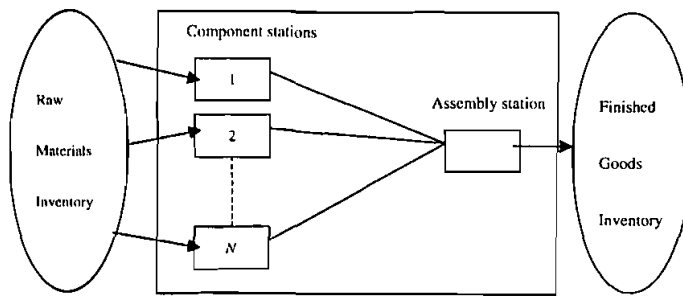 Component stations
1
2
N
Raw
Materials
Inventory
Assembly station
Finished
Goods
Inventory